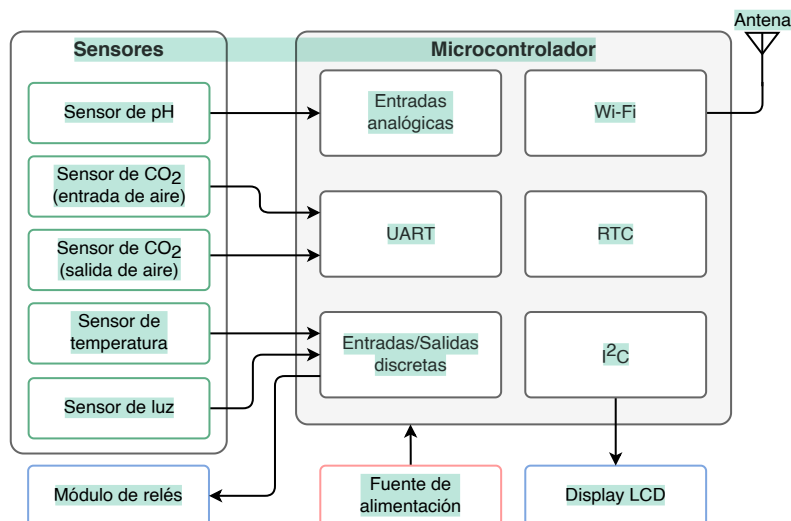 Antena
Sensores
Microcontrolador
Sensor de pH
Entradas
analógicas
Wi-Fi
Sensor de CO₂
(entrada de aire)
UART
RTC
Sensor de CO₂
(salida de aire)
Sensor de
temperatura
Entradas/Salidas
discretas
I²C
Sensor de luz
Módulo de relés
Fuente de
alimentación
Display LCD